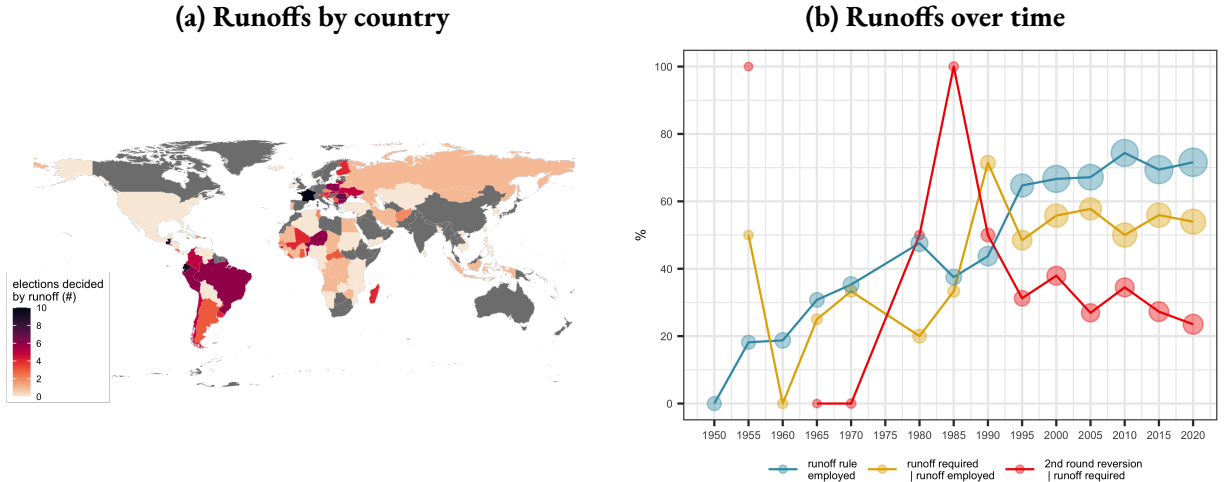 (a) Runoffs by country
elections decided
by runoff (#)
10
8
6
4
2
0
(b) Runoffs over time
%
100
80
60
40
20
0
1950 1955 1960 1965 1970 1975 1980 1985 1990 1995 2000 2005 2010 2015 2020
runoff rule
employed
runoff required
| runoff employed
2nd round reversion
| runoff required